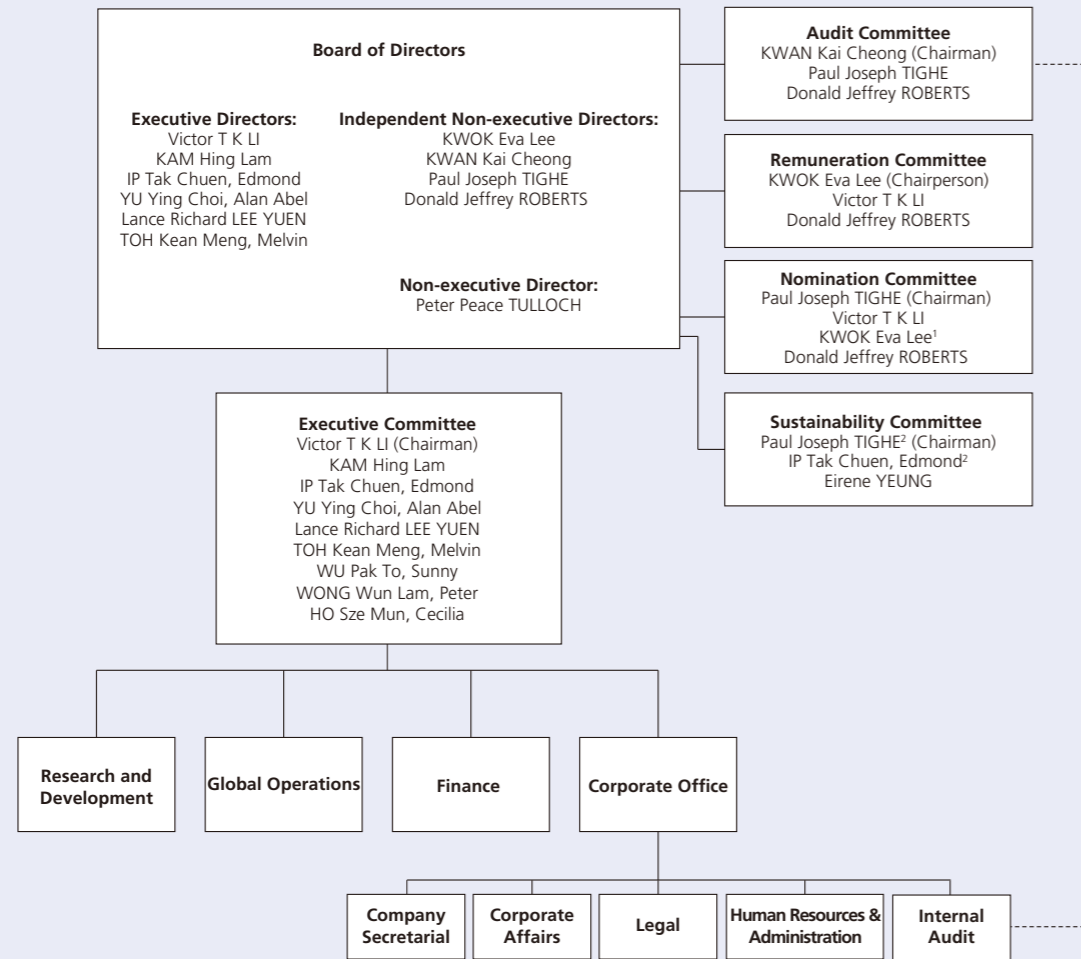 Board of Directors
Executive Directors:
Victor T K LI
KAM Hing Lam
IP Tak Chuen, Edmond
YU Ying Choi, Alan Abel
Lance Richard LEE YUEN
TOH Kean Meng, Melvin
Independent Non-executive Directors:
KWOK Eva Lee
KWAN Kai Cheong
Paul Joseph TIGHE
Donald Jeffrey ROBERTS
Non-executive Director:
Peter Peace TULLOCH
Audit Committee
KWAN Kai Cheong (Chairman)
Paul Joseph TIGHE
Donald Jeffrey ROBERTS
Remuneration Committee
KWOK Eva Lee (Chairperson)
Victor T K LI
Donald Jeffrey ROBERTS
Nomination Committee
Paul Joseph TIGHE (Chairman)
Victor T K LI
KWOK Eva Lee¹
Donald Jeffrey ROBERTS
Sustainability Committee
Paul Joseph TIGHE² (Chairman)
IP Tak Chuen, Edmond²
Eirene YEUNG
Executive Committee
Victor T K LI (Chairman)
KAM Hing Lam
IP Tak Chuen, Edmond
YU Ying Choi, Alan Abel
Lance Richard LEE YUEN
TOH Kean Meng, Melvin
WU Pak To, Sunny
WONG Wun Lam, Peter
HO Sze Mun, Cecilia
Research and
Development
Global Operations
Finance
Corporate Office
Company
Secretarial
Corporate
Affairs
Legal
Human Resources &
Administration
Internal
Audit